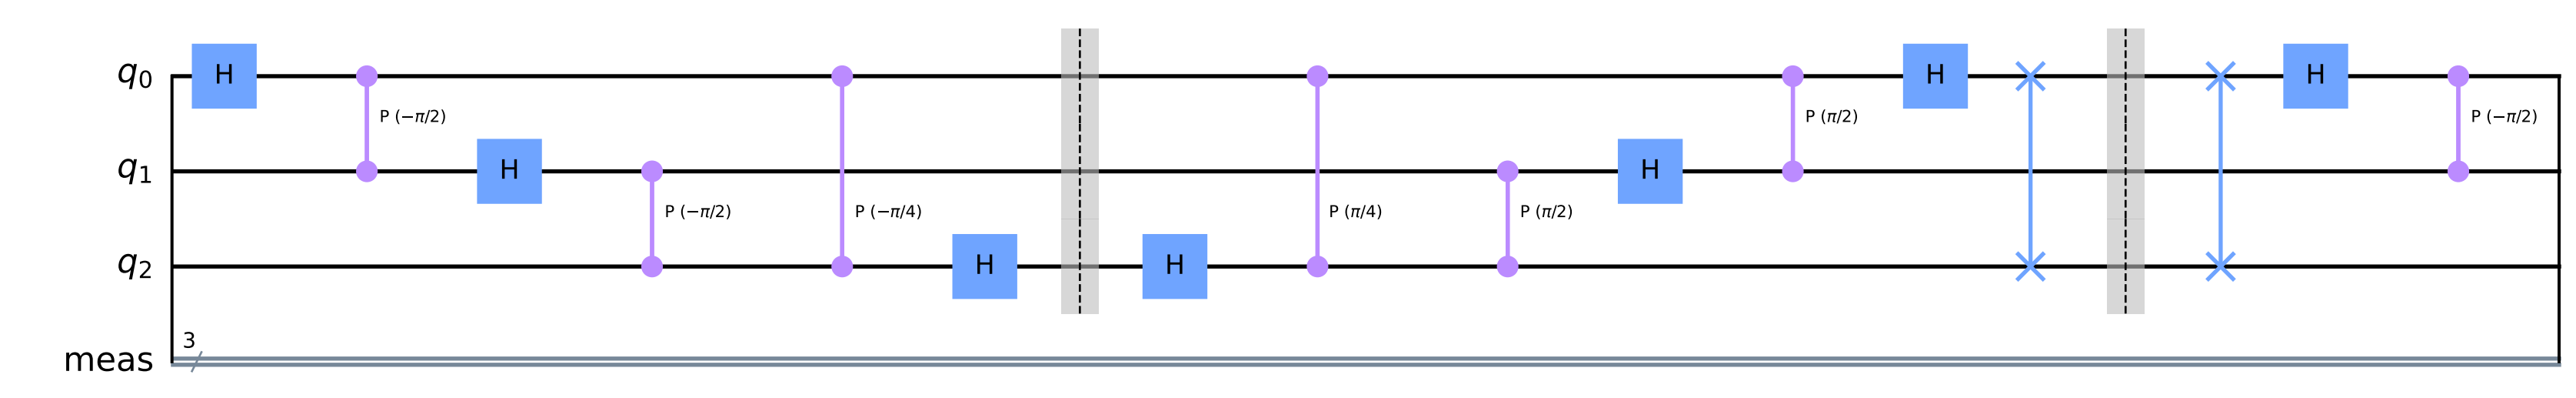 q0 H H H
P (−π/2) P (π/2) P (−π/2)
q1 H H
P (−π/2) P (−π/4) P (π/4) P (π/2)
q2 H H
3
meas